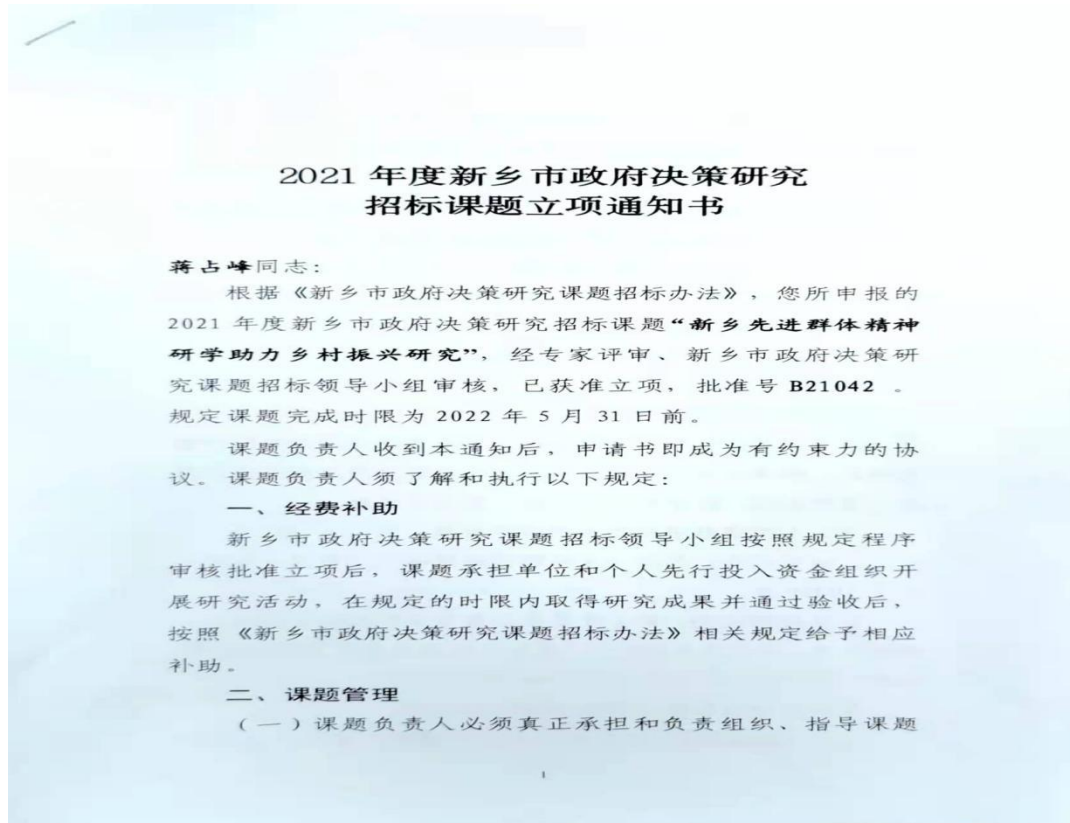 2021 年度新乡市政府决策研究
招标课题立项通知书
蒋占峰同志：
根据《新乡市政府决策研究课题招标办法》，您所申报的
2021 年度新乡市政府决策研究招标课题“新乡先进群体精神
研学助力乡村振兴研究”，经专家评审、新乡市政府决策研
究课题招标领导小组审核，已获准立项，批准号 B21042 。
规定课题完成时限为 2022 年 5 月 31 日前。
课题负责人收到本通知后，申请书即成为有约束力的协
议。课题负责人须了解和执行以下规定：
一、经费补助
新乡市政府决策研究课题招标领导小组按照规定程序
审核批准立项后，课题承担单位和个人先行投入资金组织开
展研究活动，在规定的时限内取得研究成果并通过验收后，
按照《新乡市政府决策研究课题招标办法》相关规定给予相应
补助。
二、课题管理
（一）课题负责人必须真正承担和负责组织、指导课题
1